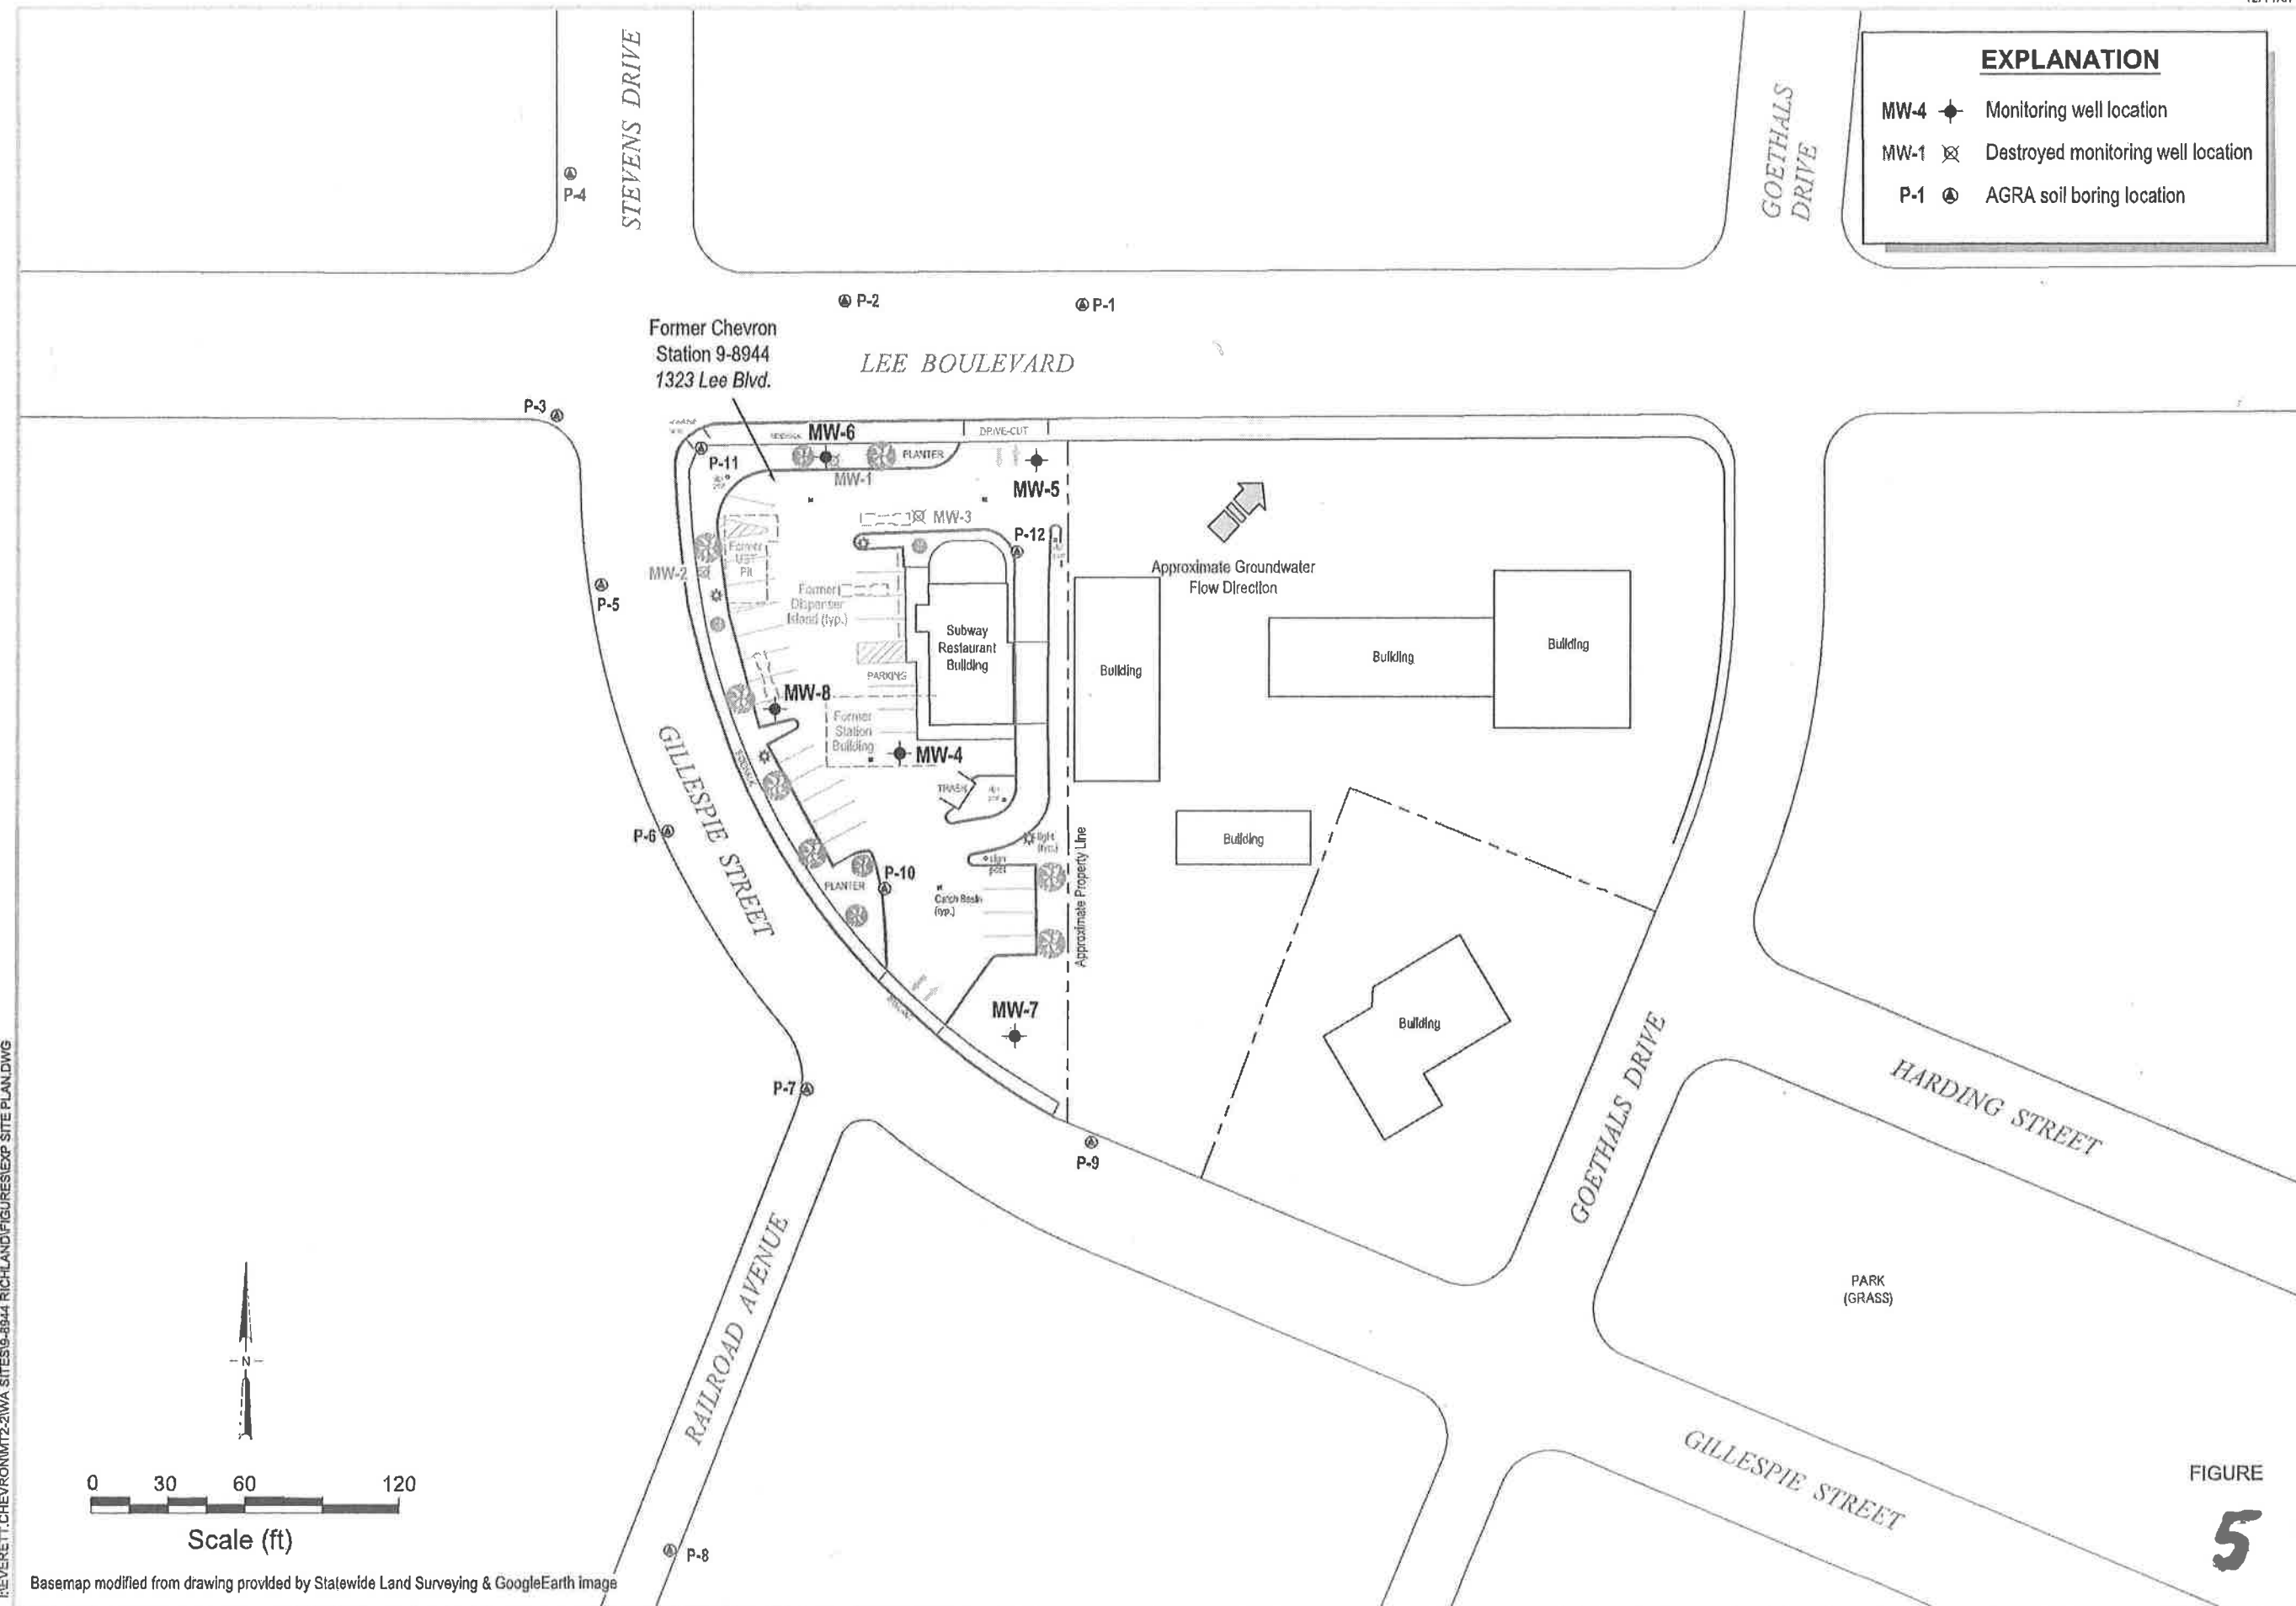 EXPLANATION
MW-4 Monitoring well location
MW-1 Destroyed monitoring well location
P-1 AGRA soil boring location
STEVENS DRIVE
GOETHALS
DRIVE
P-4
P-2
P-1
Former Chevron
Station 9-8944
1323 Lee Blvd.
LEE BOULEVARD
P-3
SIDEWALK
MW-6
DRIVE-CUT
P-11
PLANTER
MW-1
MW-5
MW-3
P-12
Former
UST
Pit
MW-2
Approximate Groundwater
Flow Direction
P-5
Former
Dispenser
Island (typ.)
Subway
Restaurant
Building
Building
Building
Building
PARKING
MW-8
Former
Station
Building
MW-4
GILLESPIE STREET
SIDEWALK
TRASH
P-6
light
(typ.)
sign
post
Building
Approximate Property Line
P-10
PLANTER
Catch Basin
(typ.)
MW-7
Building
P-7
P-9
GOETHALS DRIVE
HARDING STREET
RAILROAD AVENUE
PARK
(GRASS)
N
0 30 60 120
Scale (ft)
GILLESPIE STREET
FIGURE
5
P-8
Basemap modified from drawing provided by Statewide Land Surveying & GoogleEarth image